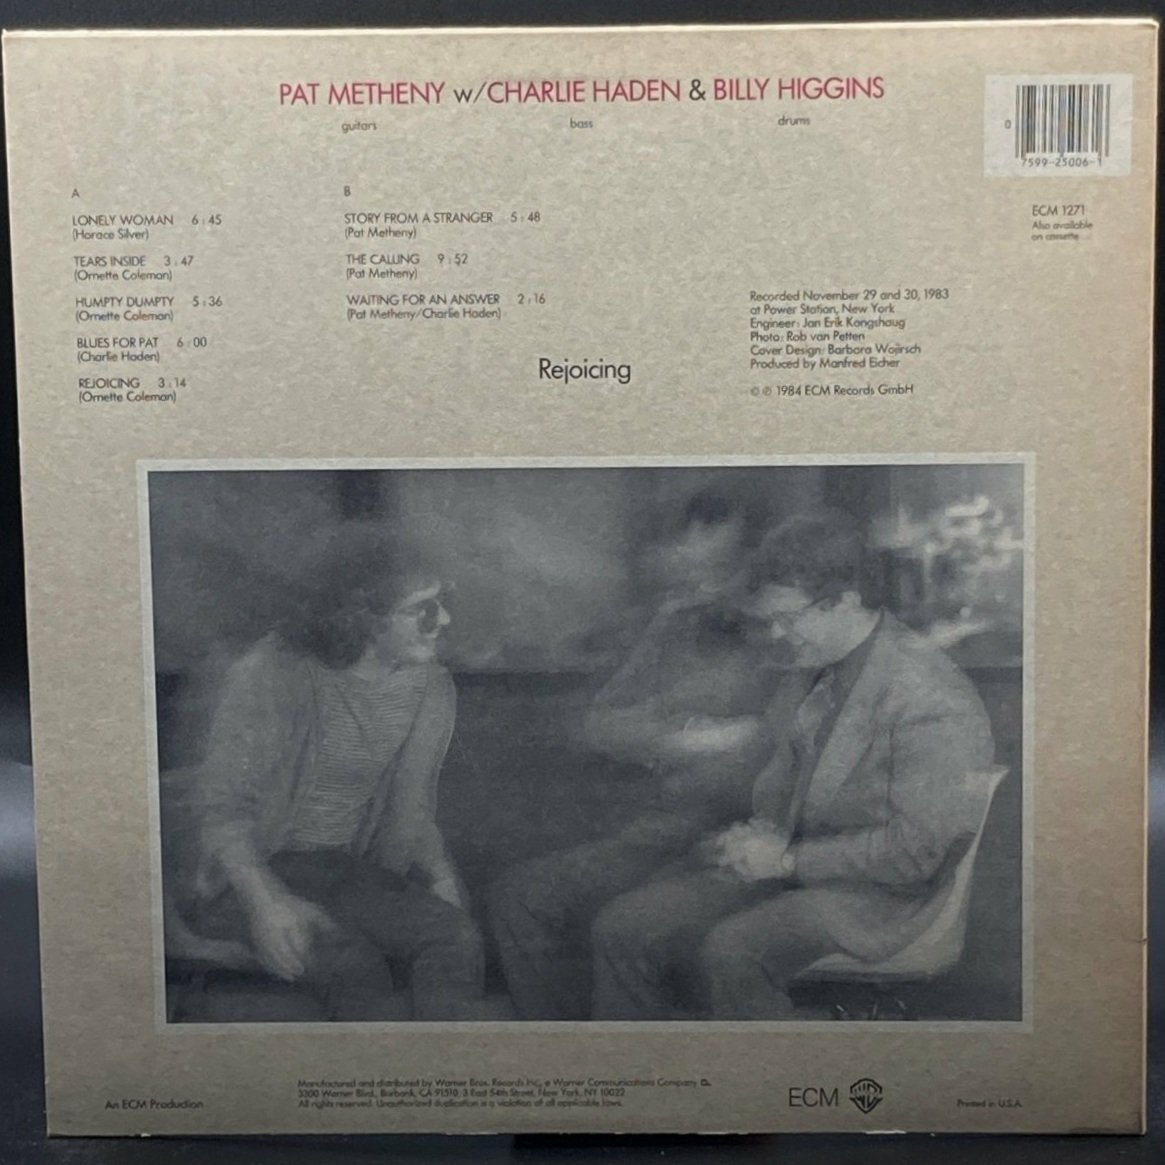 PAT METHENY w/CHARLIE HADEN & BILLY HIGGINS
guitars bass drums
0
7599-25006-1
ECM 1271
Also available
on cassette
A
LONELY WOMAN 6:45
(Horace Silver)
TEARS INSIDE 3:47
(Ornette Coleman)
HUMPTY DUMPTY 5:36
(Ornette Coleman)
BLUES FOR PAT 6:00
(Charlie Haden)
REJOICING 3:14
(Ornette Coleman)
B
STORY FROM A STRANGER 5:48
(Pat Metheny)
THE CALLING 9:52
(Pat Metheny)
WAITING FOR AN ANSWER 2:16
(Pat Metheny/Charlie Haden)
Rejoicing
Recorded November 29 and 30, 1983
at Power Station, New York
Engineer: Jan Erik Kongshaug
Photo: Rob van Petten
Cover Design: Barbara Wojirsch
Produced by Manfred Eicher
© ℗ 1984 ECM Records GmbH
An ECM Production
Manufactured and distributed by Warner Bros. Records Inc., a Warner Communications Company
3300 Warner Blvd., Burbank, CA 91510, 3 East 54th Street, New York, NY 10022
All rights reserved. Unauthorized duplication is a violation of all applicable laws.
ECM
Printed in U.S.A.